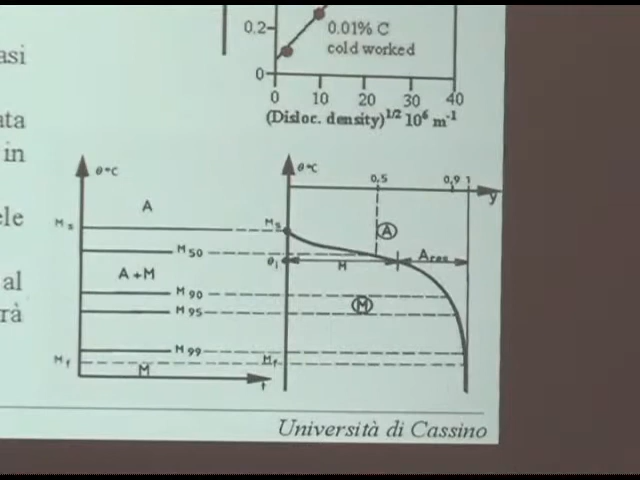 asi
ata
in
ele
al
rà
0.2
0.01% C
cold worked
0
0 10 20 30 40
(Disloc. density)1/2 10^6 m-1
θ°C
A
Ms
M50
A+M
M90
M95
M99
Mf
M
t
θ°C
0,5 0,9 1
y
Ms
A
θ1
M
Ares
M
Mf
Università di Cassino